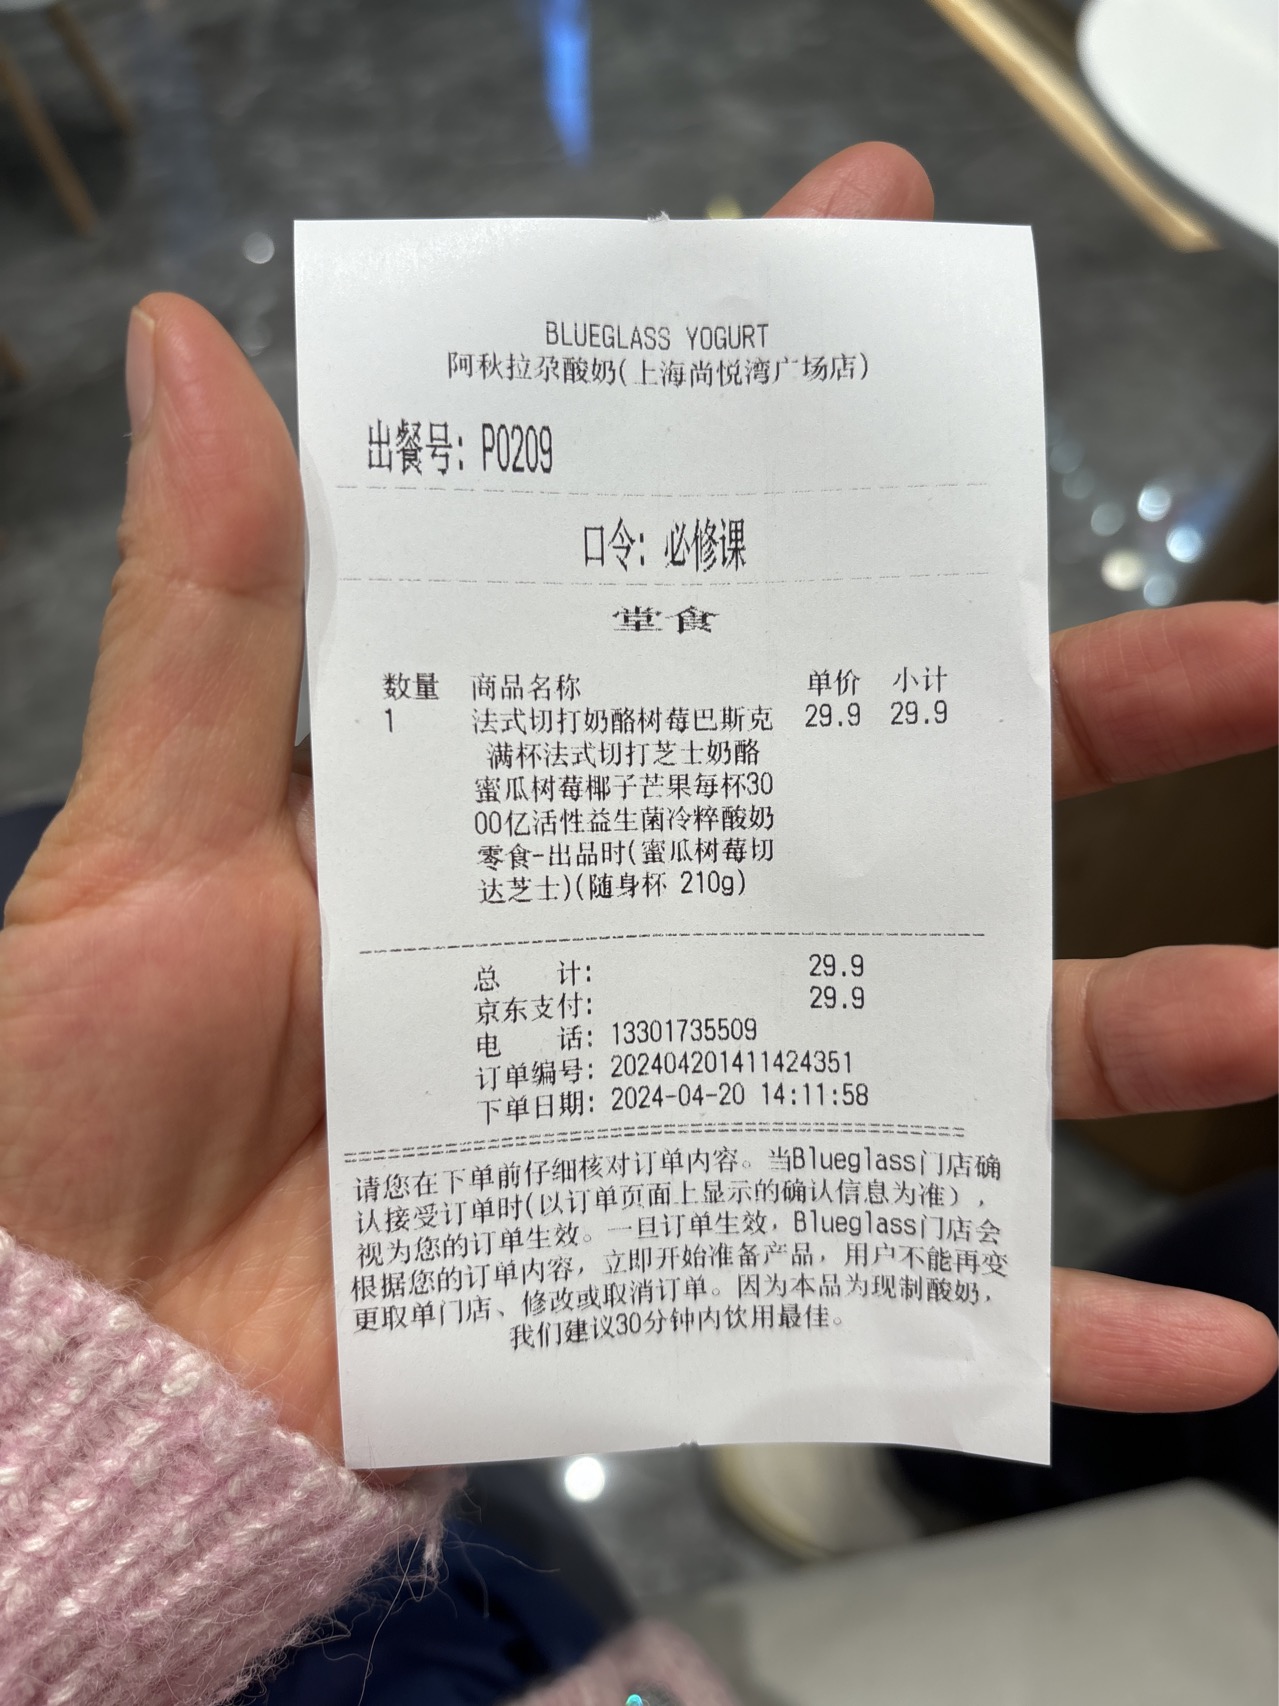 BLUEGLASS YOGURT
阿秋拉尕酸奶(上海尚悦湾广场店)
出餐号: P0209
口令: 必修课
堂食
数量 商品名称 单价 小计
1 法式切打奶酪树莓巴斯克 29.9 29.9
满杯法式切打芝士奶酪
蜜瓜树莓椰子芒果每杯30
00亿活性益生菌冷粹酸奶
零食-出品时(蜜瓜树莓切
达芝士)(随身杯 210g)
总 计: 29.9
京东支付: 29.9
电 话: 13301735509
订单编号: 202404201411424351
下单日期: 2024-04-20 14:11:58
请您在下单前仔细核对订单内容。当Blueglass门店确
认接受订单时(以订单页面上显示的确认信息为准),
视为您的订单生效。一旦订单生效, Blueglass门店会
根据您的订单内容, 立即开始准备产品, 用户不能再变
更取单门店、修改或取消订单。因为本品为现制酸奶,
我们建议30分钟内饮用最佳。